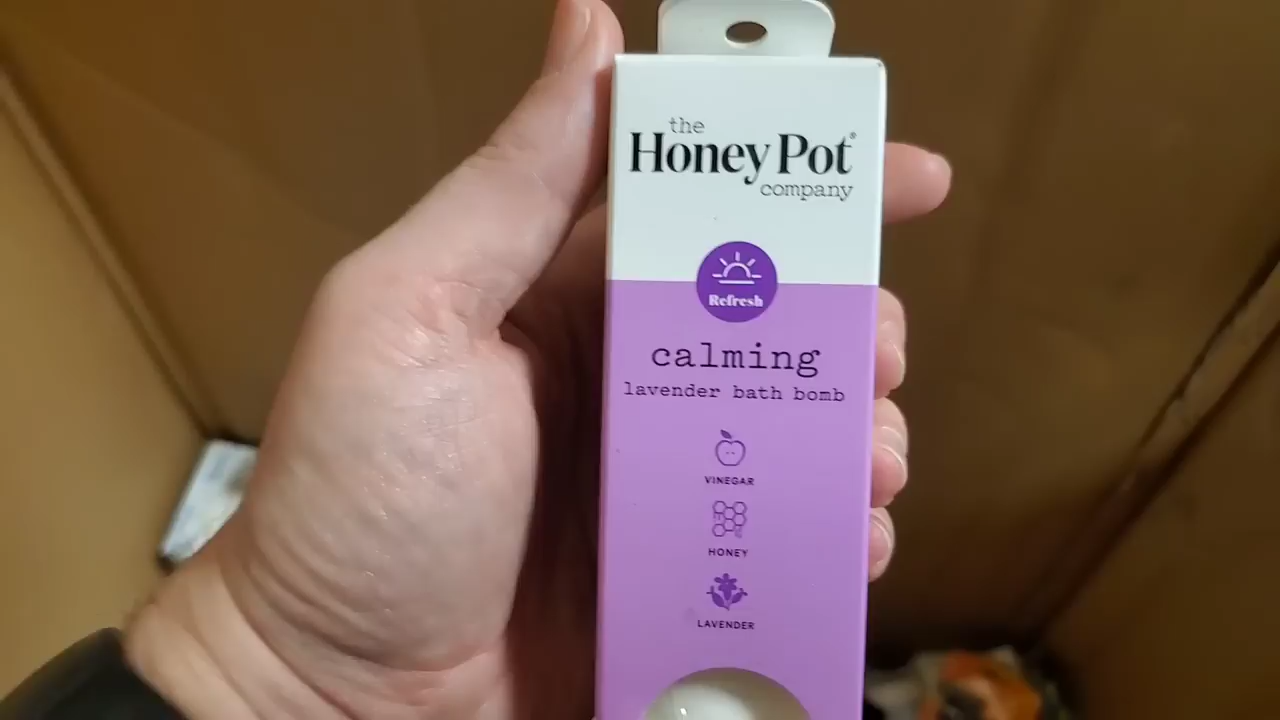 the
Honey Pot®
company
Refresh
calming
lavender bath bomb
VINEGAR
HONEY
LAVENDER